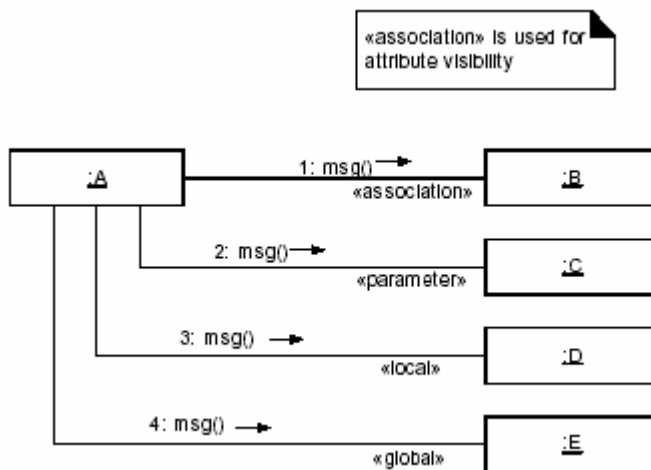 «association» is used for
attribute visibility
:A
1: msg()
«association»
:B
2: msg()
«parameter»
:C
3: msg()
«local»
:D
4: msg()
«global»
:E